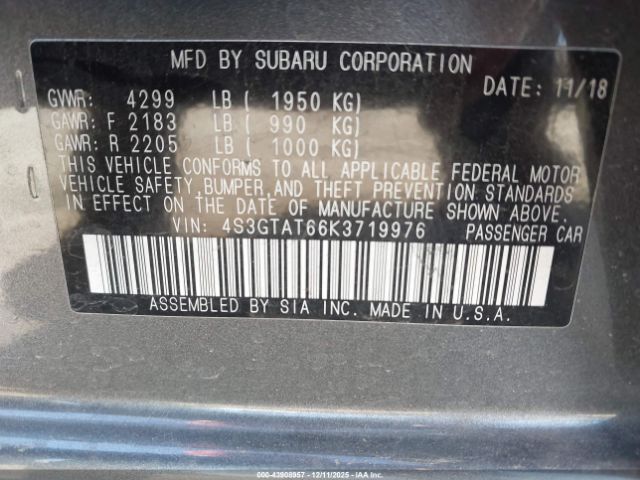 MFD BY SUBARU CORPORATION
DATE: 11/18
GVWR: 4299 LB ( 1950 KG)
GAWR: F 2183 LB ( 990 KG)
GAWR: R 2205 LB ( 1000 KG)
THIS VEHICLE CONFORMS TO ALL APPLICABLE FEDERAL MOTOR
VEHICLE SAFETY, BUMPER, AND THEFT PREVENTION STANDARDS
IN EFFECT ON THE DATE OF MANUFACTURE SHOWN ABOVE.
VIN: 4S3GTAT66K3719976 PASSENGER CAR
ASSEMBLED BY SIA INC. MADE IN U.S.A.
000-43908957 - 12/11/2025 - IAA Inc.